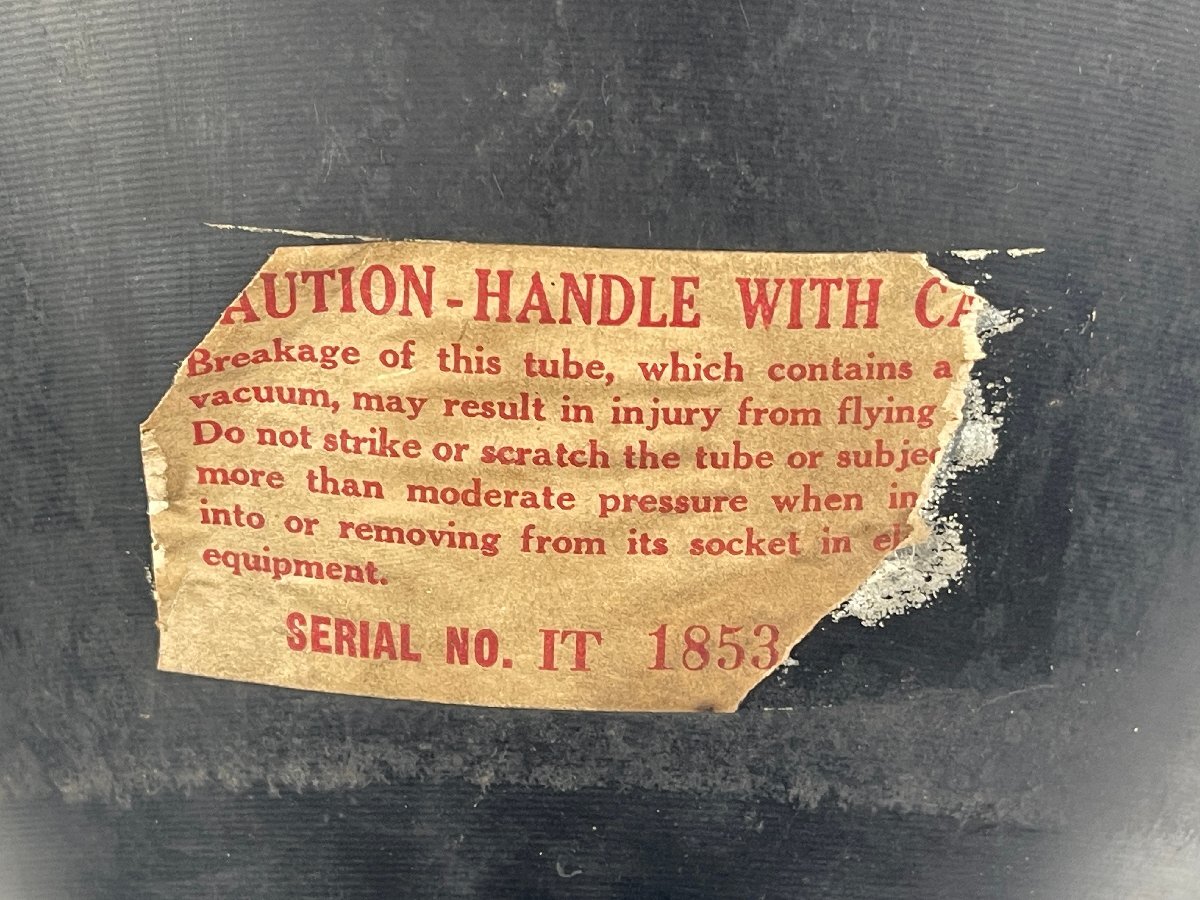 AUTION-HANDLE WITH CA
Breakage of this tube, which contains a
vacuum, may result in injury from flying
Do not strike or scratch the tube or subjec
more than moderate pressure when in
into or removing from its socket in el
equipment.
SERIAL NO. IT 1853